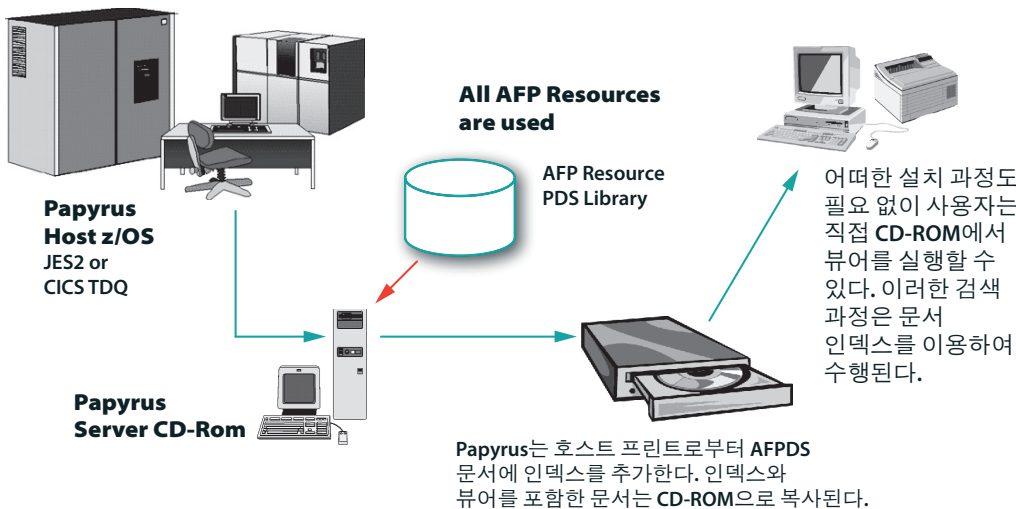 All AFP Resources
are used
AFP Resource
PDS Library
Papyrus
Host z/OS
JES2 or
CICS TDQ
어떠한 설치 과정도
필요 없이 사용자는
직접 CD-ROM에서
뷰어를 실행할 수
있다. 이러한 검색
과정은 문서
인덱스를 이용하여
수행된다.
Papyrus
Server CD-Rom
Papyrus는 호스트 프린트로부터 AFPDS
문서에 인덱스를 추가한다. 인덱스와
뷰어를 포함한 문서는 CD-ROM으로 복사된다.